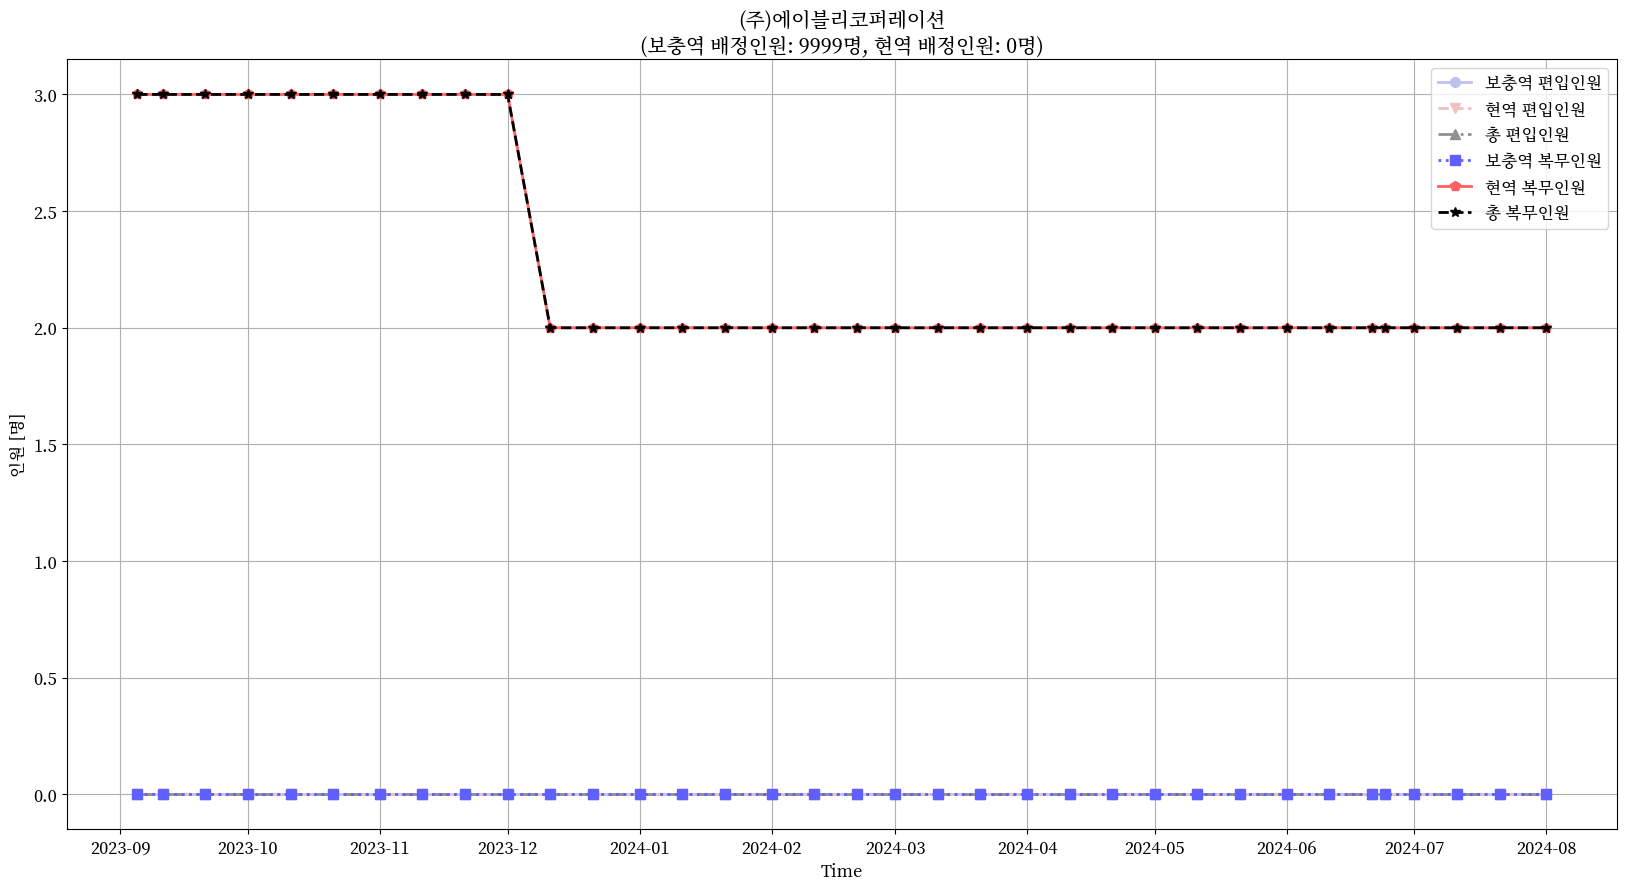 (주)에이블리코퍼레이션
(보충역 배정인원: 9999명, 현역 배정인원: 0명)
보충역 편입인원
현역 편입인원
총 편입인원
보충역 복무인원
현역 복무인원
총 복무인원
인원 [명]
3.0
2.5
2.0
1.5
1.0
0.5
0.0
2023-09 2023-10 2023-11 2023-12 2024-01 2024-02 2024-03 2024-04 2024-05 2024-06 2024-07 2024-08
Time